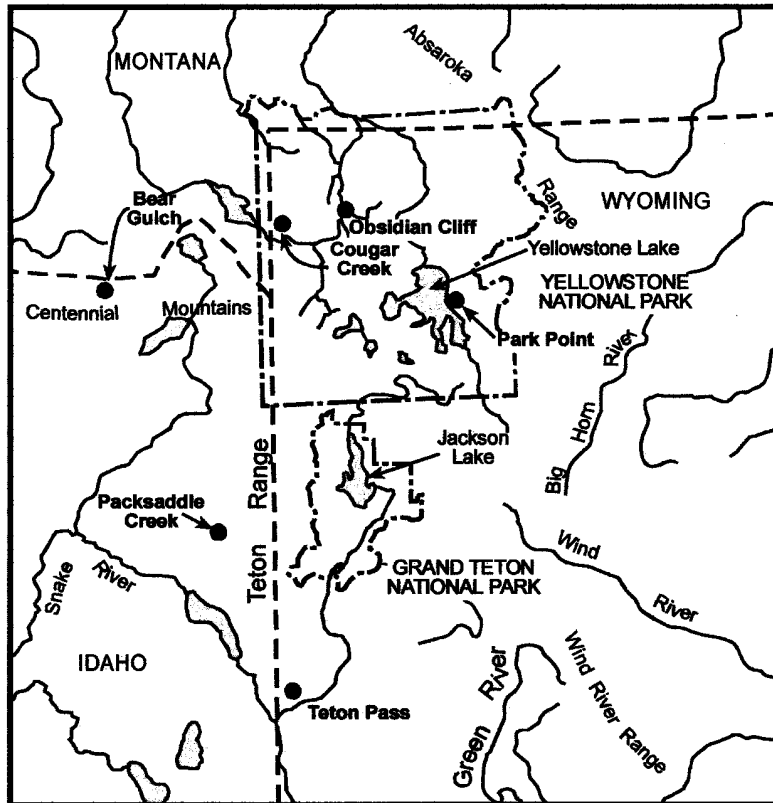 MONTANA
Absaroka
Range
WYOMING
Bear
Gulch
Obsidian Cliff
Cougar
Creek
Yellowstone Lake
YELLOWSTONE
NATIONAL PARK
Centennial
Mountains
Park Point
Big Horn River
Jackson
Lake
Teton Range
Packsaddle
Creek
Wind River
Snake River
GRAND TETON
NATIONAL PARK
IDAHO
Green River
Wind River Range
Teton Pass